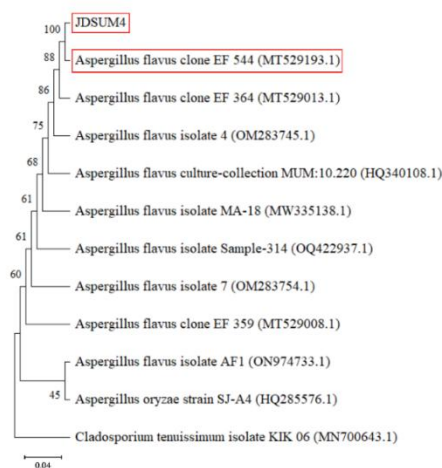 JDSUM4
100
Aspergillus flavus clone EF 544 (MT529193.1)
88
Aspergillus flavus clone EF 364 (MT529013.1)
86
Aspergillus flavus isolate 4 (OM283745.1)
75
Aspergillus flavus culture-collection MUM:10.220 (HQ340108.1)
68
Aspergillus flavus isolate MA-18 (MW335138.1)
61
Aspergillus flavus isolate Sample-314 (OQ422937.1)
61
Aspergillus flavus isolate 7 (OM283754.1)
60
Aspergillus flavus clone EF 359 (MT529008.1)
Aspergillus flavus isolate AF1 (ON974733.1)
45
Aspergillus oryzae strain SJ-A4 (HQ285576.1)
Cladosporium tenuissimum isolate KIK 06 (MN700643.1)
0.04